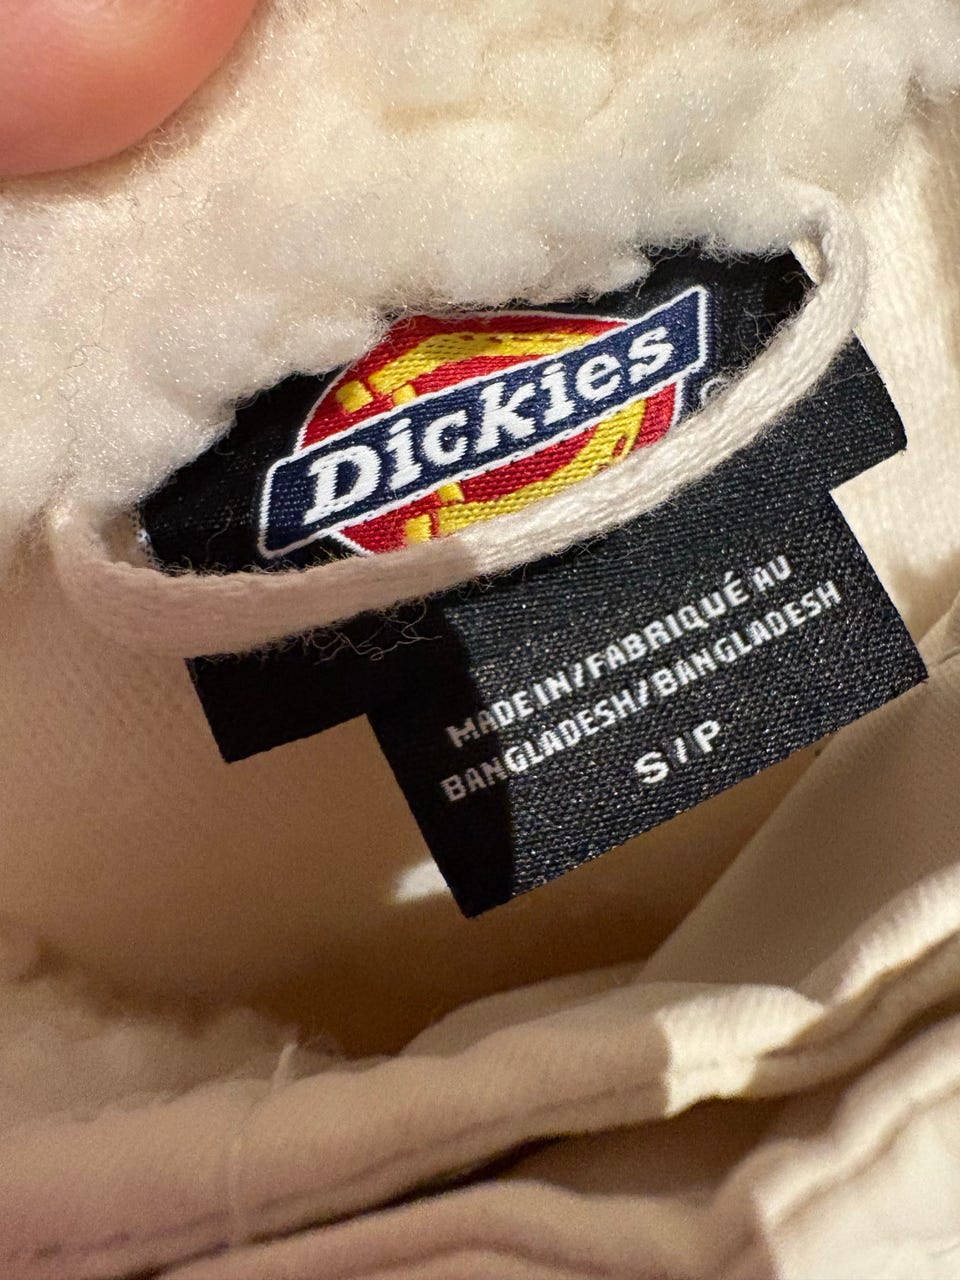 Dickies
MADE IN/FABRIQUÉ AU
BANGLADESH/BANGLADESH
S/P